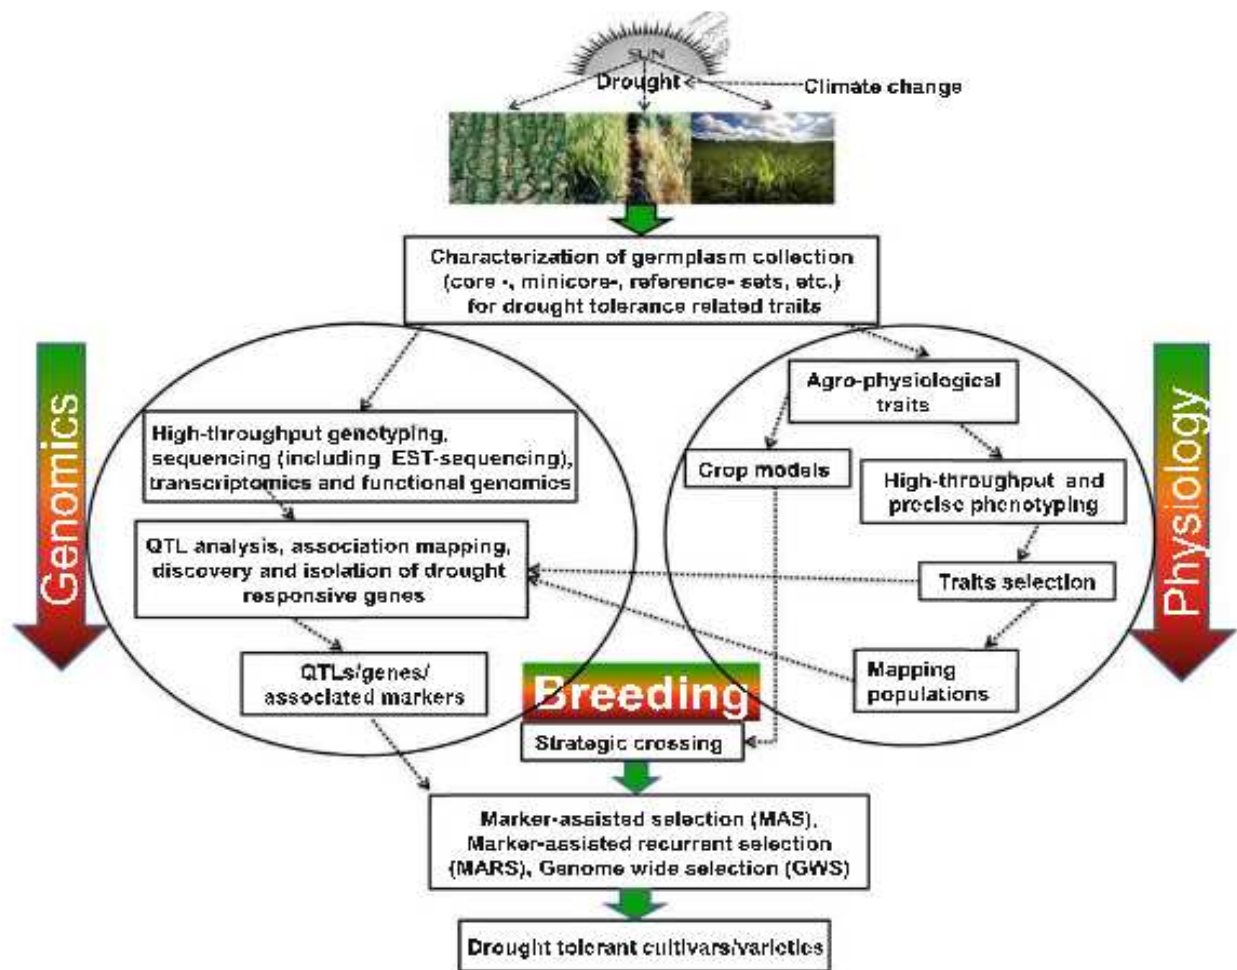 SUN
Drought
Climate change
Characterization of germplasm collection
(core -, minicore-, reference- sets, etc.)
for drought tolerance related traits
Genomics
High-throughput genotyping,
sequencing (including EST-sequencing),
transcriptomics and functional genomics
QTL analysis, association mapping,
discovery and isolation of drought
responsive genes
QTLs/genes/
associated markers
Agro-physiological
traits
Crop models
High-throughput and
precise phenotyping
Traits selection
Mapping
populations
Physiology
Breeding
Strategic crossing
Marker-assisted selection (MAS),
Marker-assisted recurrent selection
(MARS), Genome wide selection (GWS)
Drought tolerant cultivars/varieties